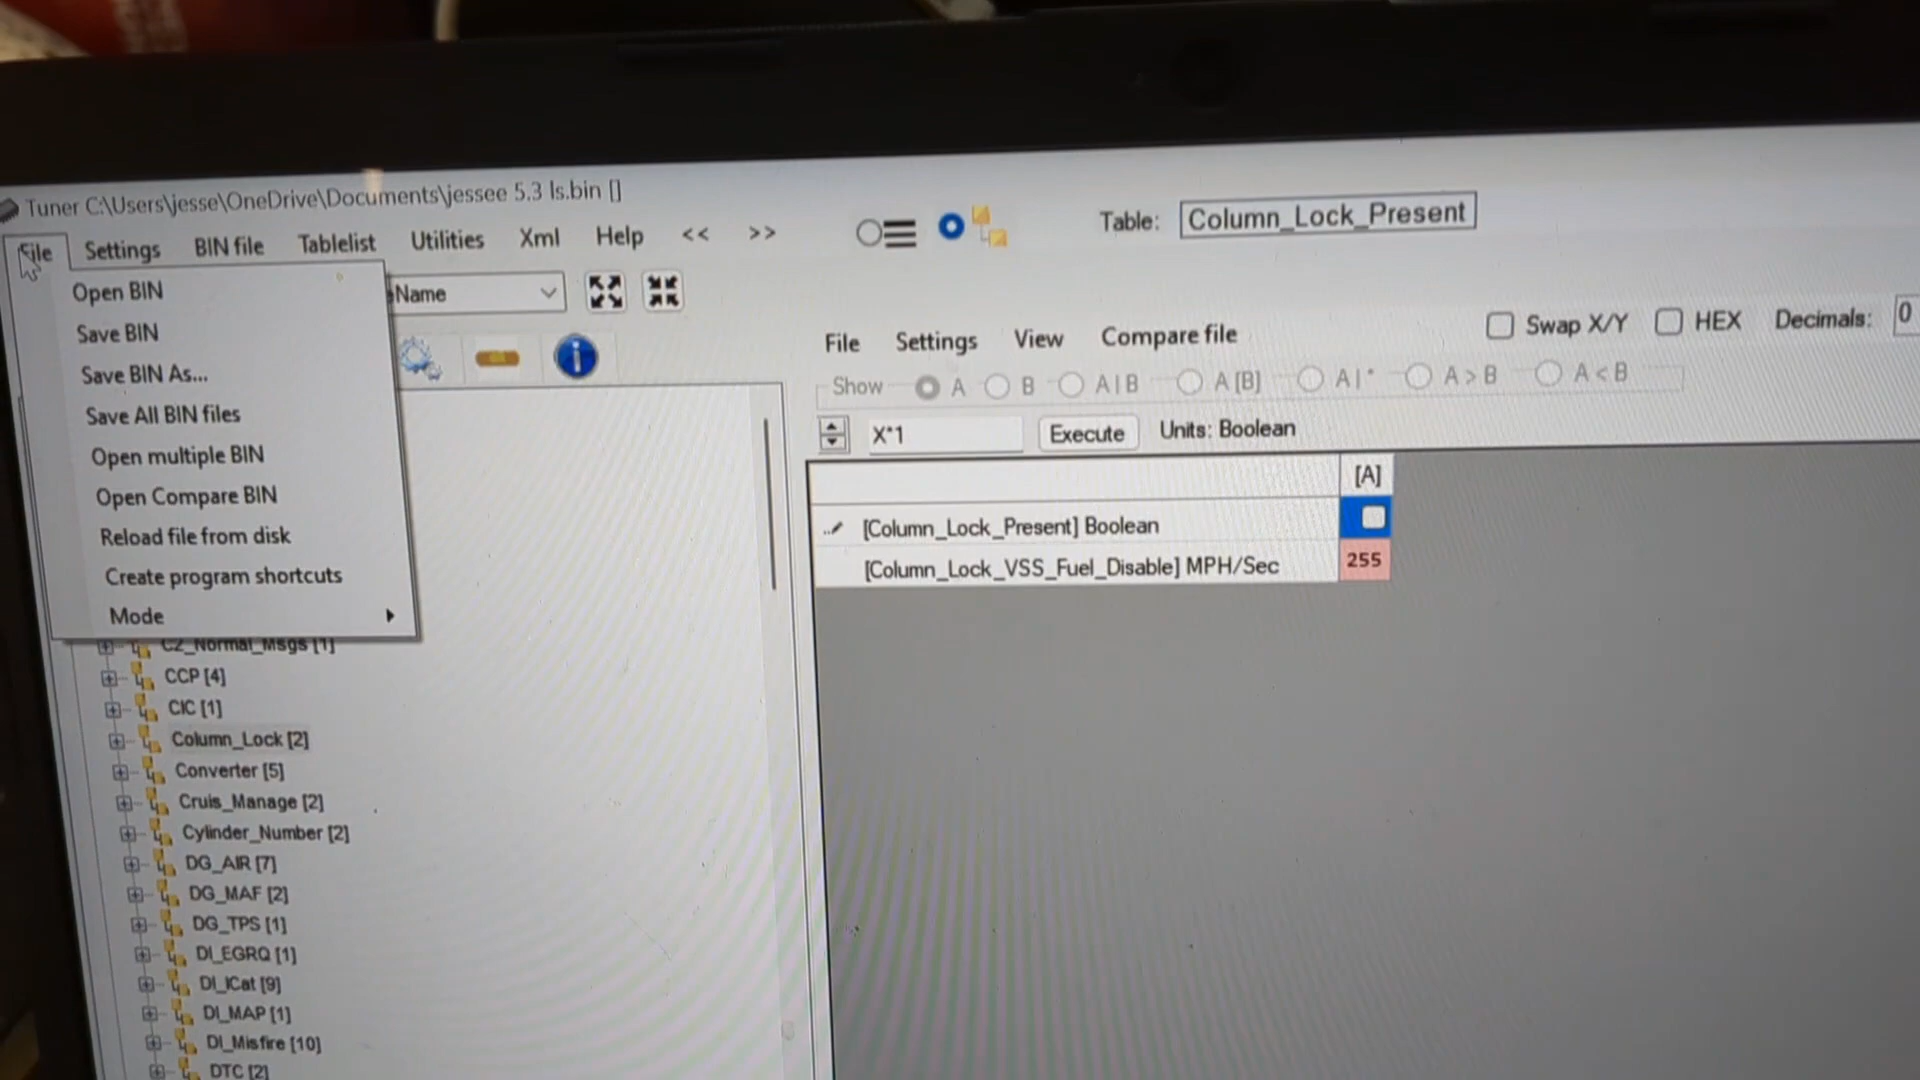 Tuner C:\Users\jesse\OneDrive\Documents\jessee 5.3 ls.bin []
File Settings BIN file Tablelist Utilities Xml Help << >>
Table: Column_Lock_Present
Open BIN
Save BIN
Save BIN As...
Save All BIN files
Open multiple BIN
Open Compare BIN
Reload file from disk
Create program shortcuts
Mode
Name
File Settings View Compare file
Swap X/Y HEX Decimals: 0
Show A B A|B A[B] A|* A>B A<B
X*1 Execute Units: Boolean
[A]
[Column_Lock_Present] Boolean
[Column_Lock_VSS_Fuel_Disable] MPH/Sec 255
C2_Normal_Msgs [1]
CCP [4]
CIC [1]
Column_Lock [2]
Converter [5]
Cruis_Manage [2]
Cylinder_Number [2]
DG_AIR [7]
DG_MAF [2]
DG_TPS [1]
DI_EGRQ [1]
DI_ICat [9]
DI_MAP [1]
DI_Misfire [10]
DTC [2]